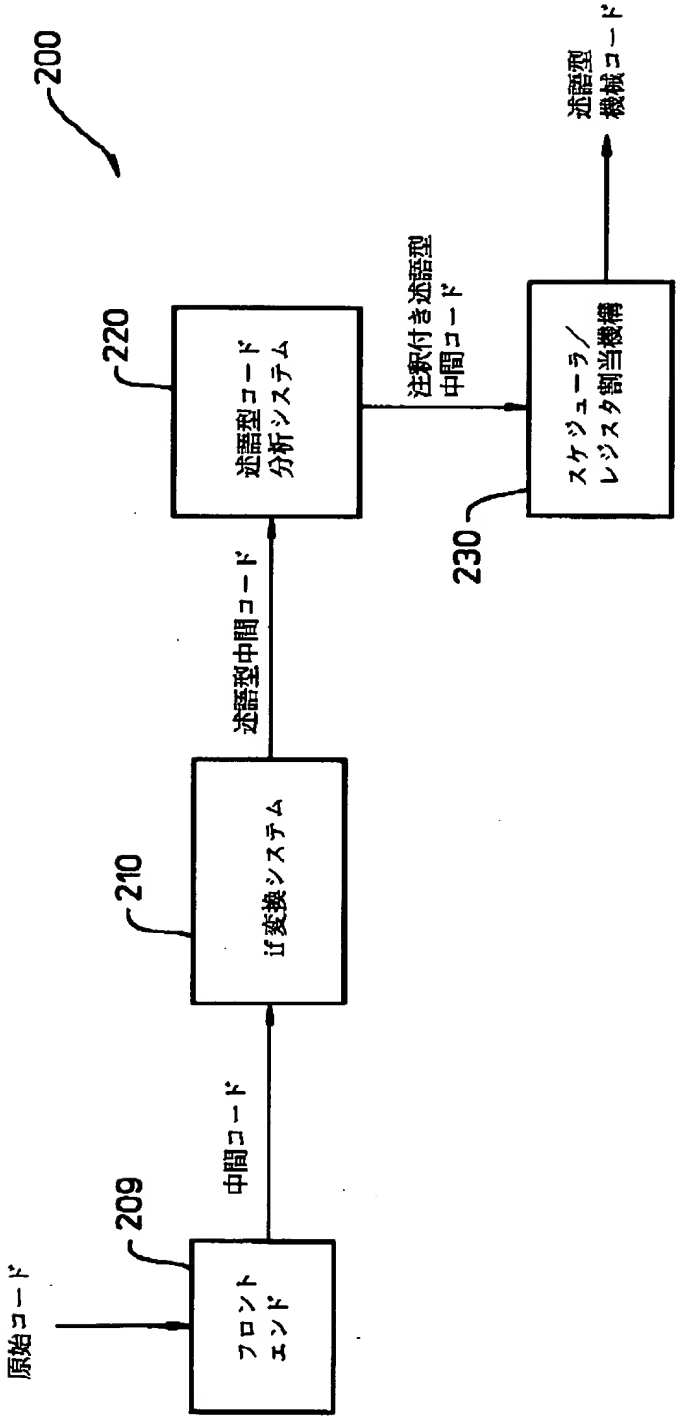 200
原始コード
209
フロント
エンド
中間コード
210
if変換システム
述語型中間コード
220
述語型コード
分析システム
注釈付き述語型
中間コード
230
スケジューラ／
レジスタ割当機構
述語型
機械コード